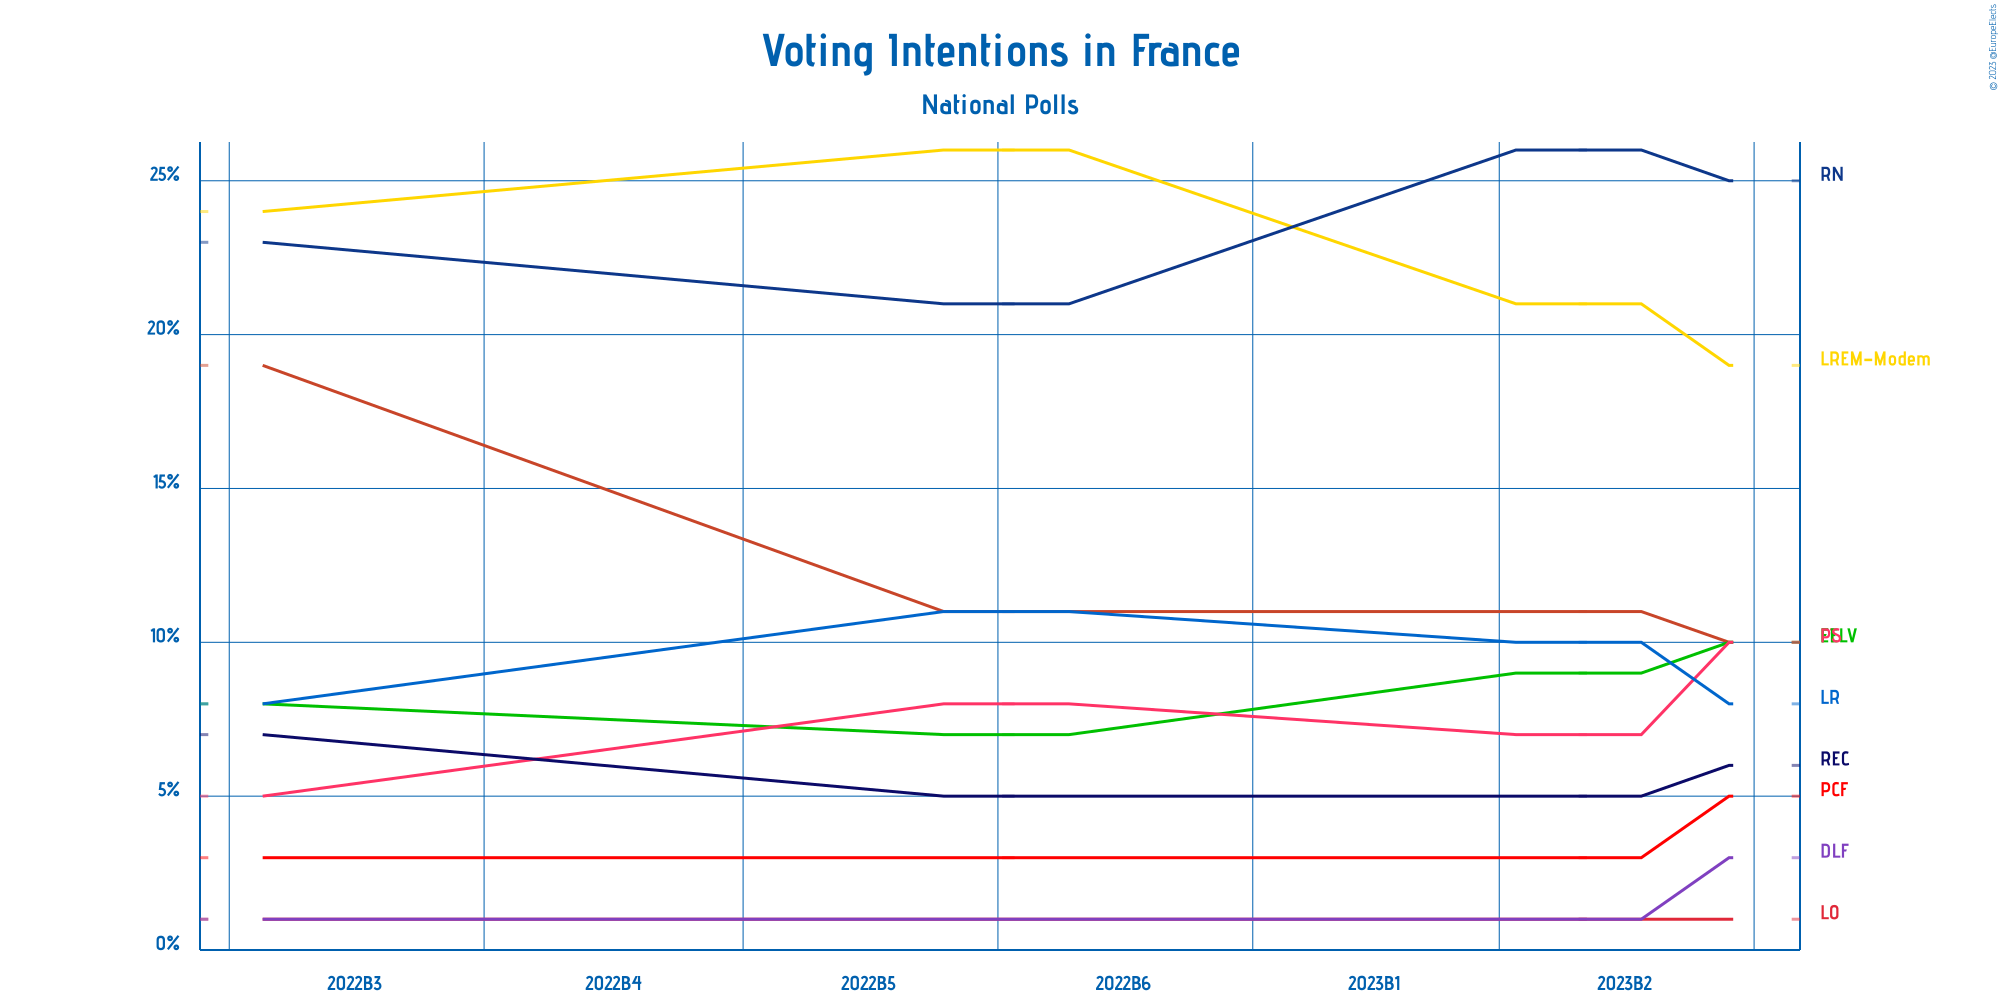 © 2023 @EuropeElects
Voting Intentions in France
National Polls
25%
RN
20%
LREM-Modem
15%
10%
PS
EELV
LR
REC
5%
PCF
DLF
LO
0%
2022B3
2022B4
2022B5
2022B6
2023B1
2023B2